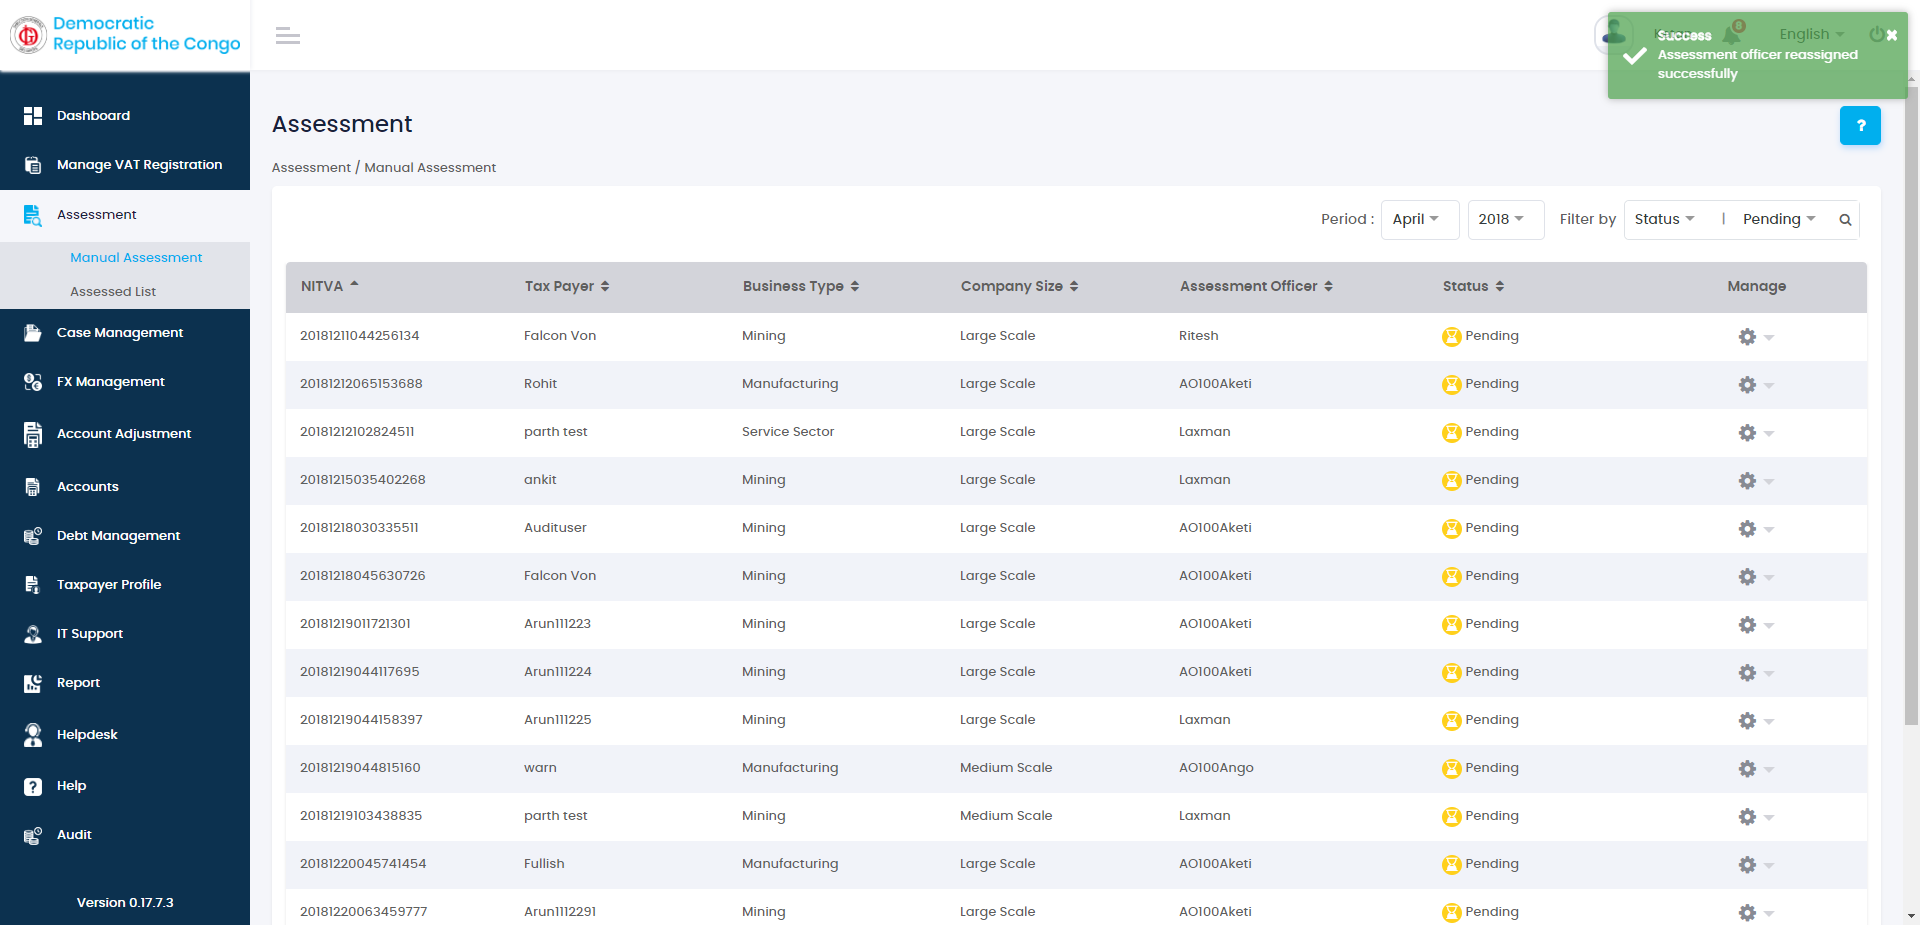 Democratic
Republic of the Congo
English
8
Success
Assessment officer reassigned
successfully
Dashboard
Manage VAT Registration
Assessment
Manual Assessment
Assessed List
Case Management
FX Management
Account Adjustment
Accounts
Debt Management
Taxpayer Profile
IT Support
Report
Helpdesk
Help
Audit
Version 0.17.7.3
Assessment
?
Assessment / Manual Assessment
Period : April 2018 Filter by Status | Pending
NITVA Tax Payer Business Type Company Size Assessment Officer Status Manage
20181211044256134 Falcon Von Mining Large Scale Ritesh Pending
20181212065153688 Rohit Manufacturing Large Scale AO100Aketi Pending
20181212102824511 parth test Service Sector Large Scale Laxman Pending
20181215035402268 ankit Mining Large Scale Laxman Pending
20181218030335511 Audituser Mining Large Scale AO100Aketi Pending
20181218045630726 Falcon Von Mining Large Scale AO100Aketi Pending
20181219011721301 Arun111223 Mining Large Scale AO100Aketi Pending
20181219044117695 Arun111224 Mining Large Scale AO100Aketi Pending
20181219044158397 Arun111225 Mining Large Scale Laxman Pending
20181219044815160 warn Manufacturing Medium Scale AO100Ango Pending
20181219103438835 parth test Mining Medium Scale Laxman Pending
20181220045741454 Fullish Manufacturing Large Scale AO100Aketi Pending
20181220063459777 Arun1112291 Mining Large Scale AO100Aketi Pending